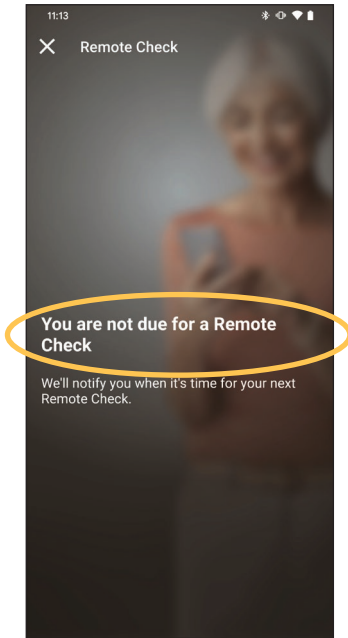 11:13
Remote Check
You are not due for a Remote
Check
We'll notify you when it's time for your next
Remote Check.